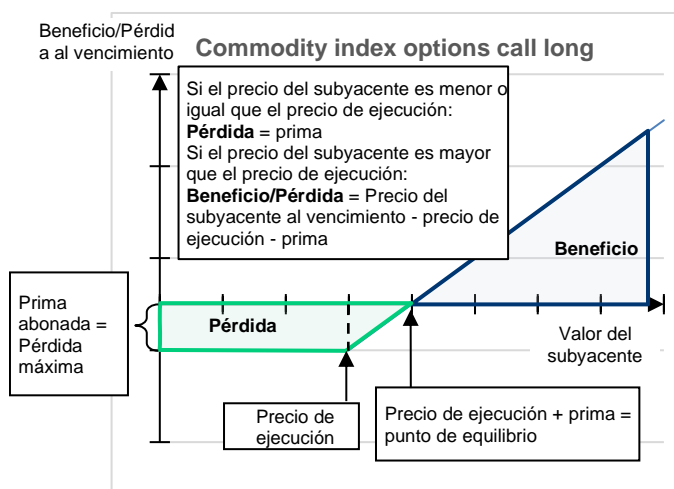 Beneficio/Pérdid
a al vencimiento
Commodity index options call long
Si el precio del subyacente es menor o
igual que el precio de ejecución:
Pérdida = prima
Si el precio del subyacente es mayor
que el precio de ejecución:
Beneficio/Pérdida = Precio del
subyacente al vencimiento - precio de
ejecución - prima
Beneficio
Prima
abonada =
Pérdida
máxima
Pérdida
Valor del
subyacente
Precio de
ejecución
Precio de ejecución + prima =
punto de equilibrio